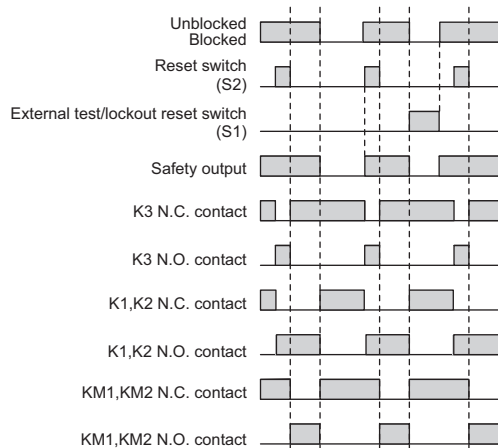 Unblocked
Blocked
Reset switch
(S2)
External test/lockout reset switch
(S1)
Safety output
K3 N.C. contact
K3 N.O. contact
K1,K2 N.C. contact
K1,K2 N.O. contact
KM1,KM2 N.C. contact
KM1,KM2 N.O. contact